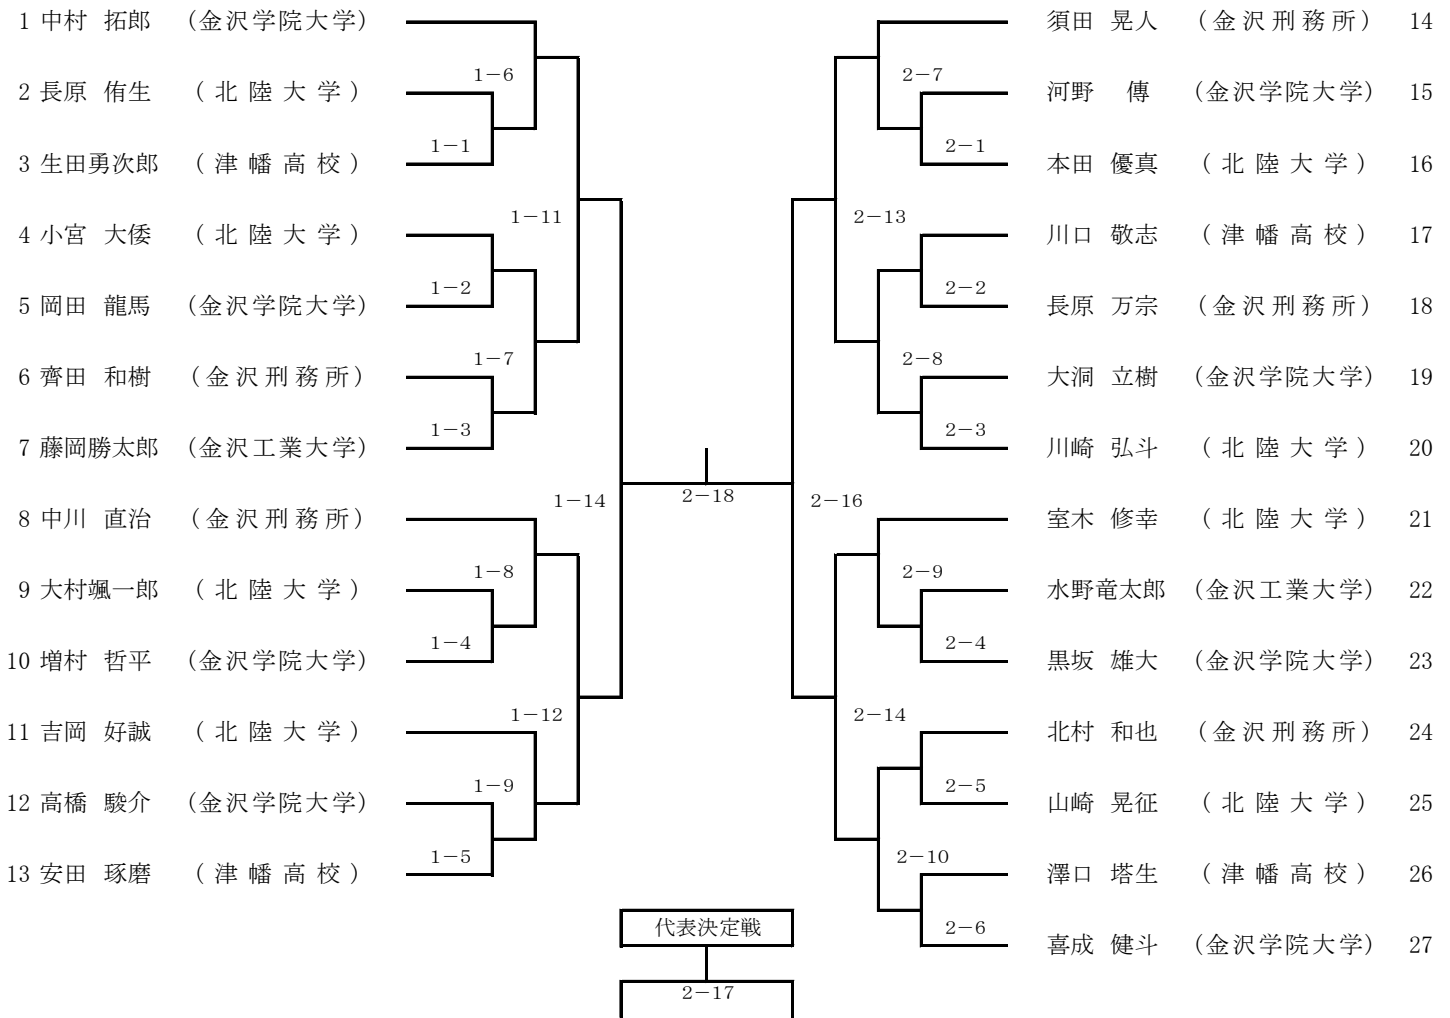 1 中村 拓郎 (金沢学院大学) 須田 晃人 (金沢刑務所) 14
1-6 2-7
2 長原 侑生 (北陸大学) 河野 傳 (金沢学院大学) 15
1-1 2-1
3 生田勇次郎 (津幡高校) 本田 優真 (北陸大学) 16
1-11 2-13
4 小宮 大倭 (北陸大学) 川口 敬志 (津幡高校) 17
1-2 2-2
5 岡田 龍馬 (金沢学院大学) 長原 万宗 (金沢刑務所) 18
1-7 2-8
6 齊田 和樹 (金沢刑務所) 大洞 立樹 (金沢学院大学) 19
1-3 2-3
7 藤岡勝太郎 (金沢工業大学) 川崎 弘斗 (北陸大学) 20
1-14 2-18 2-16
8 中川 直治 (金沢刑務所) 室木 修幸 (北陸大学) 21
1-8 2-9
9 大村颯一郎 (北陸大学) 水野竜太郎 (金沢工業大学) 22
1-4 2-4
10 増村 哲平 (金沢学院大学) 黒坂 雄大 (金沢学院大学) 23
1-12 2-14
11 吉岡 好誠 (北陸大学) 北村 和也 (金沢刑務所) 24
1-9 2-5
12 高橋 駿介 (金沢学院大学) 山崎 晃征 (北陸大学) 25
1-5 2-10
13 安田 琢磨 (津幡高校) 澤口 塔生 (津幡高校) 26
代表決定戦 2-6
喜成 健斗 (金沢学院大学) 27
2-17